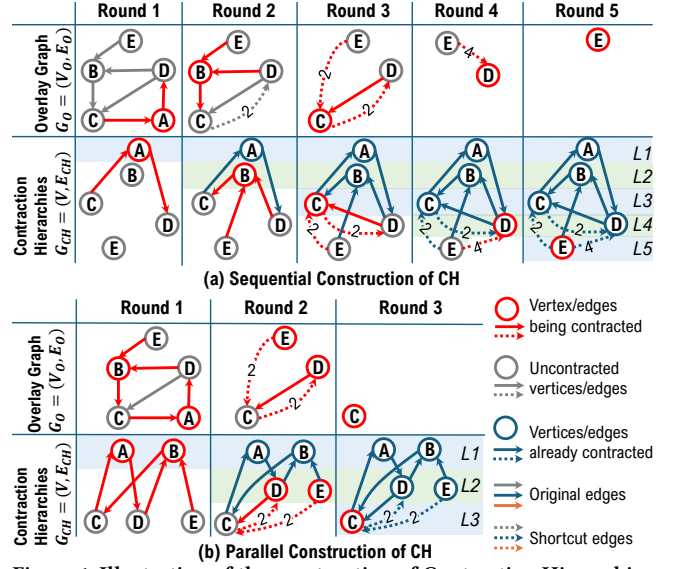 Round 1 Round 2 Round 3 Round 4 Round 5
Overlay Graph
G_O = (V_O, E_O)
E E E E E
B D B D D 4 D
2
C A C 2 C
Contraction
Hierarchies
G_CH = (V, E_CH)
A A A A A L1
B B B B B L2
C C C C C L3
D D 2 D 2 D 2 D L4
E E 2 E 2 E 4 2 E 4 L5
(a) Sequential Construction of CH
Round 1 Round 2 Round 3
Overlay Graph
G_O = (V_O, E_O)
E E
B D 2 D
C A C 2 C
Contraction
Hierarchies
G_CH = (V, E_CH)
A B A B A B L1
D E D E L2
C D E C 2 2 C 2 2 L3
(b) Parallel Construction of CH
Vertex/edges
being contracted
Uncontracted
vertices/edges
Vertices/edges
already contracted
Original edges
Shortcut edges